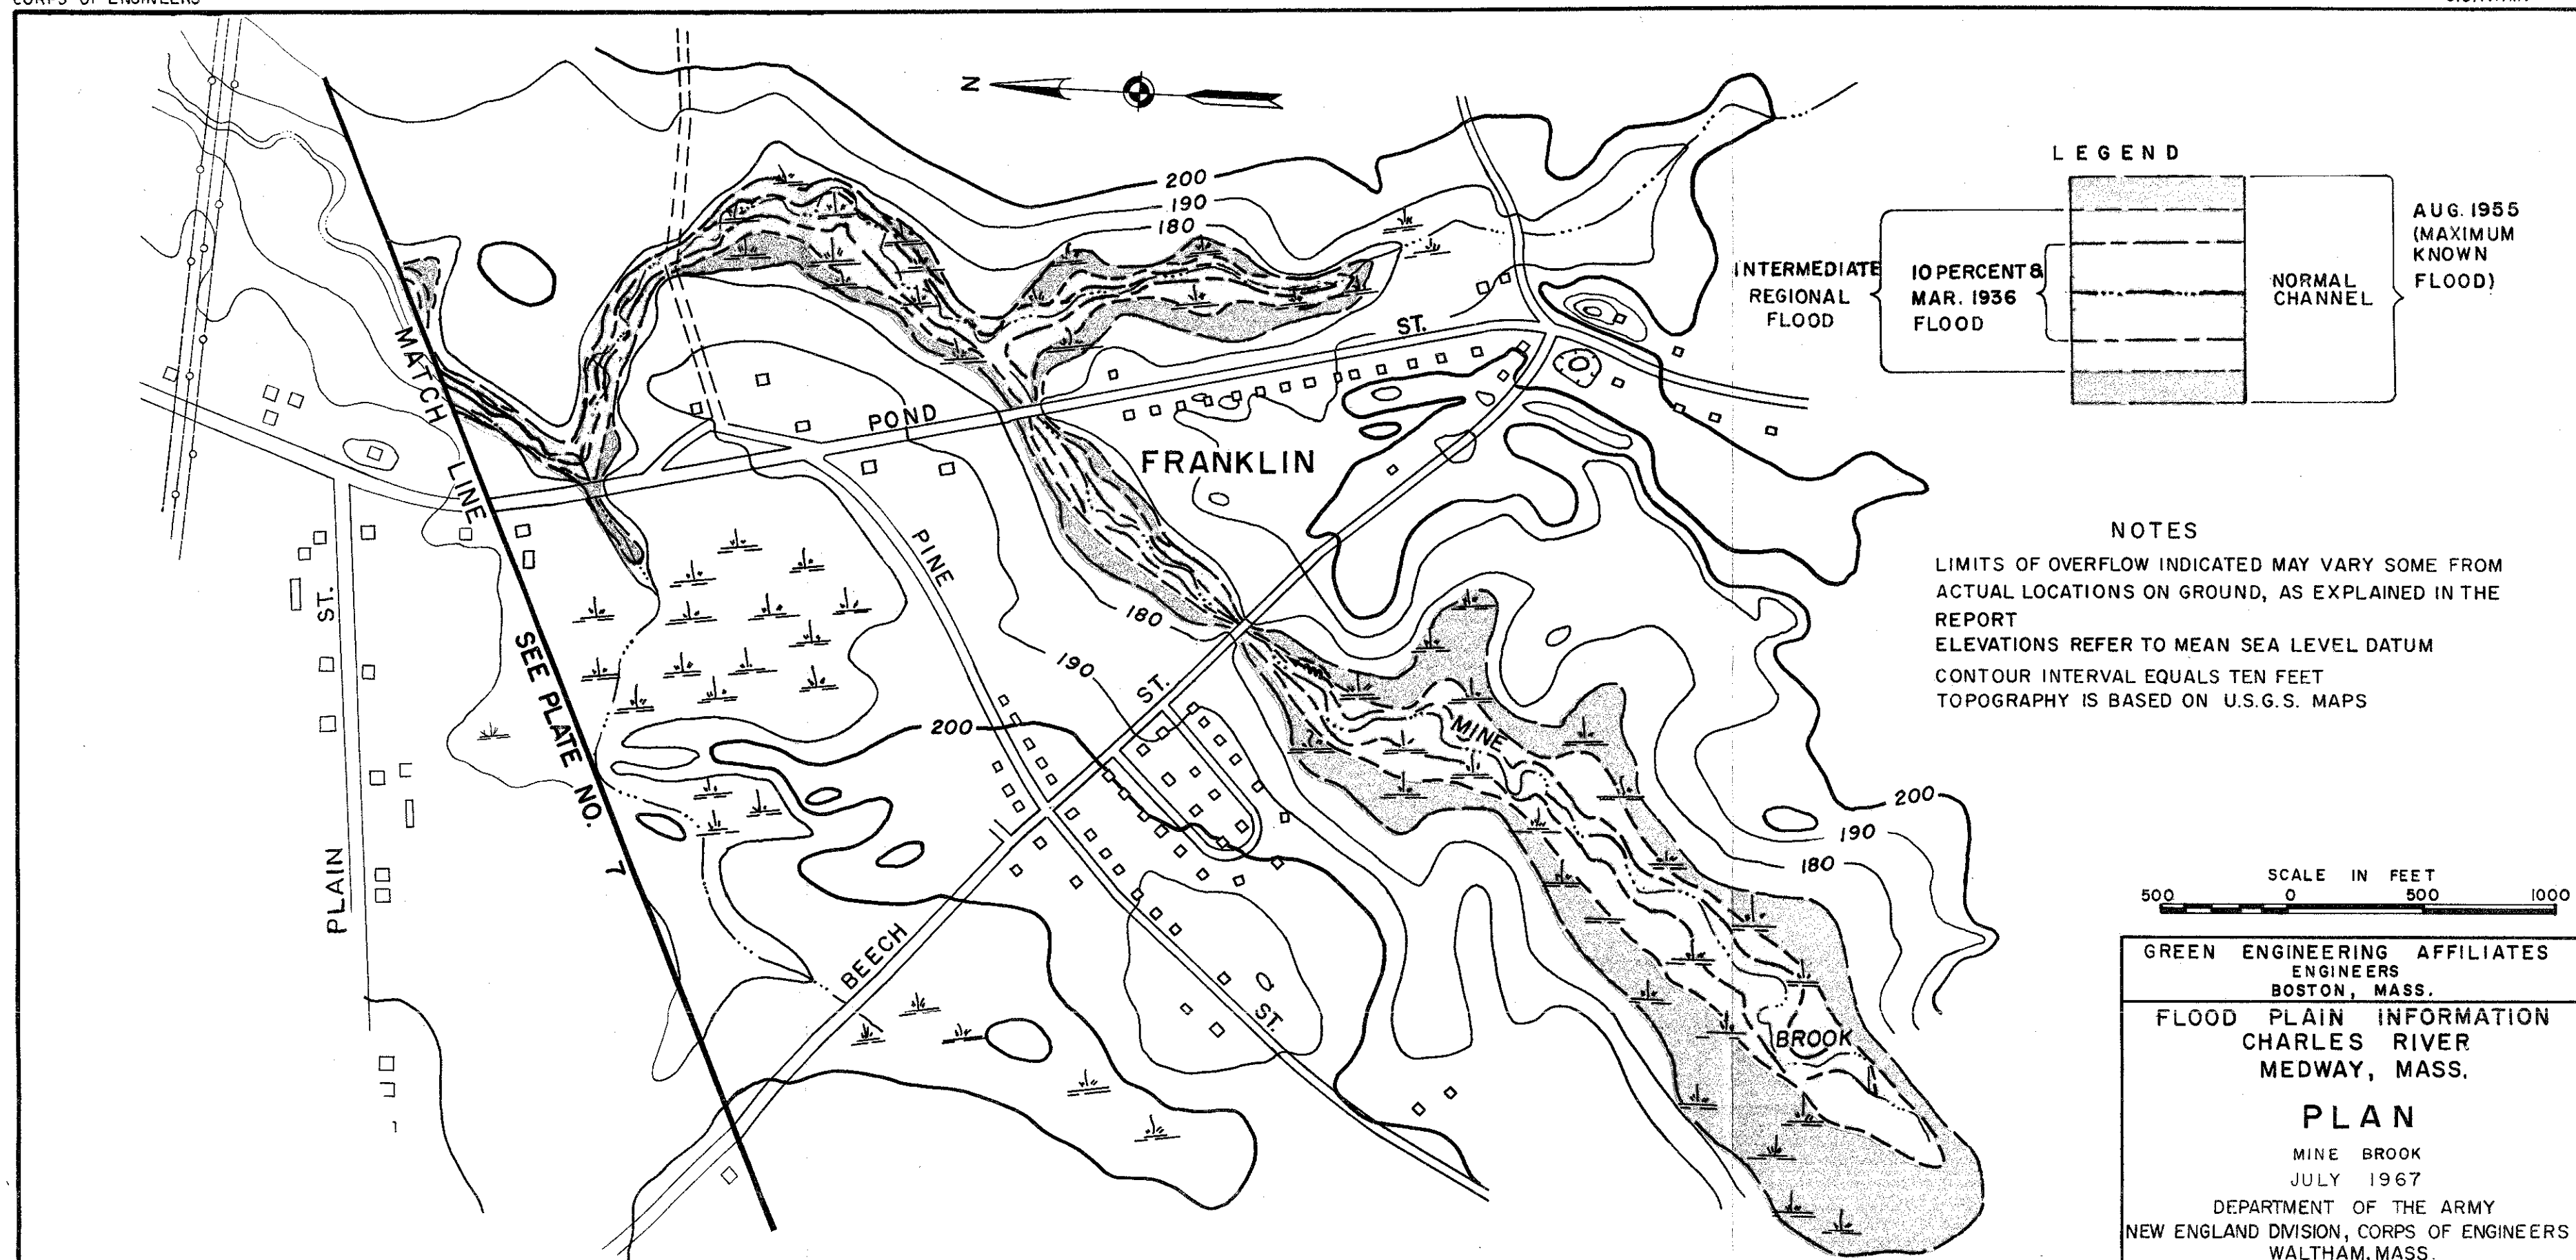 CORPS OF ENGINEERS
N
200
190
180
LEGEND
INTERMEDIATE
REGIONAL
FLOOD
10 PERCENT &
MAR. 1936
FLOOD
NORMAL
CHANNEL
AUG. 1955
(MAXIMUM
KNOWN
FLOOD)
MATCH LINE
SEE PLATE NO. 7
POND ST.
FRANKLIN
PINE ST.
180
190
200
BEECH ST.
PLAIN ST.
MINE BROOK
200
190
180
NOTES
LIMITS OF OVERFLOW INDICATED MAY VARY SOME FROM
ACTUAL LOCATIONS ON GROUND, AS EXPLAINED IN THE
REPORT
ELEVATIONS REFER TO MEAN SEA LEVEL DATUM
CONTOUR INTERVAL EQUALS TEN FEET
TOPOGRAPHY IS BASED ON U.S.G.S. MAPS
SCALE IN FEET
500 0 500 1000
GREEN ENGINEERING AFFILIATES
ENGINEERS
BOSTON, MASS.
FLOOD PLAIN INFORMATION
CHARLES RIVER
MEDWAY, MASS.
PLAN
MINE BROOK
JULY 1967
DEPARTMENT OF THE ARMY
NEW ENGLAND DIVISION, CORPS OF ENGINEERS
WALTHAM, MASS.